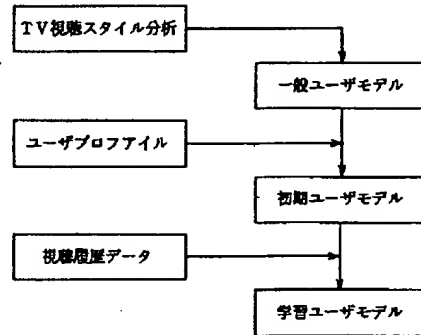 TV視聴スタイル分析
一般ユーザモデル
ユーザプロファイル
初期ユーザモデル
視聴履歴データ
学習ユーザモデル